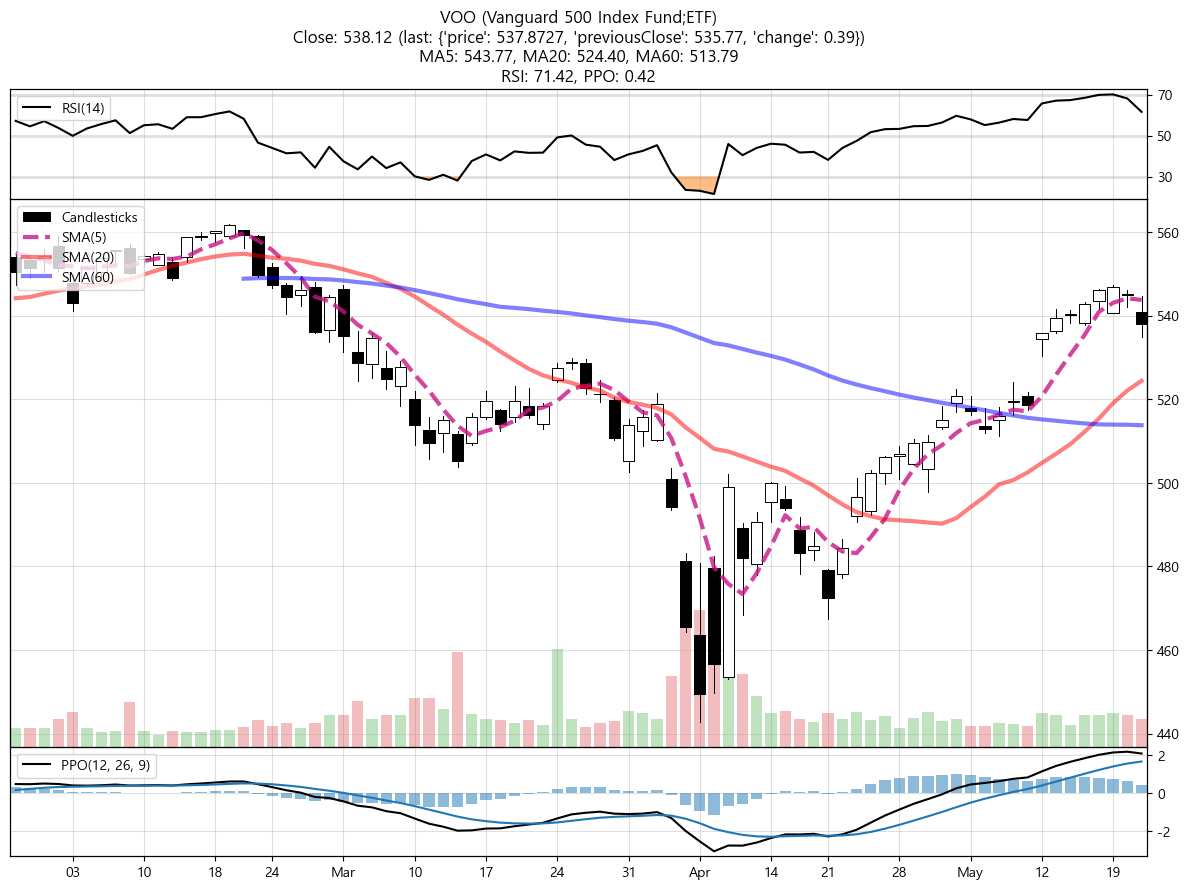 VOO (Vanguard 500 Index Fund;ETF)
Close: 538.12 (last: {'price': 537.8727, 'previousClose': 535.77, 'change': 0.39})
MA5: 543.77, MA20: 524.40, MA60: 513.79
RSI: 71.42, PPO: 0.42
RSI(14)
70
50
30
Candlesticks
SMA(5)
SMA(20)
SMA(60)
560
540
520
500
480
460
440
PPO(12, 26, 9)
2
0
-2
03 10 18 24 Mar 10 17 24 31 Apr 14 21 28 May 12 19